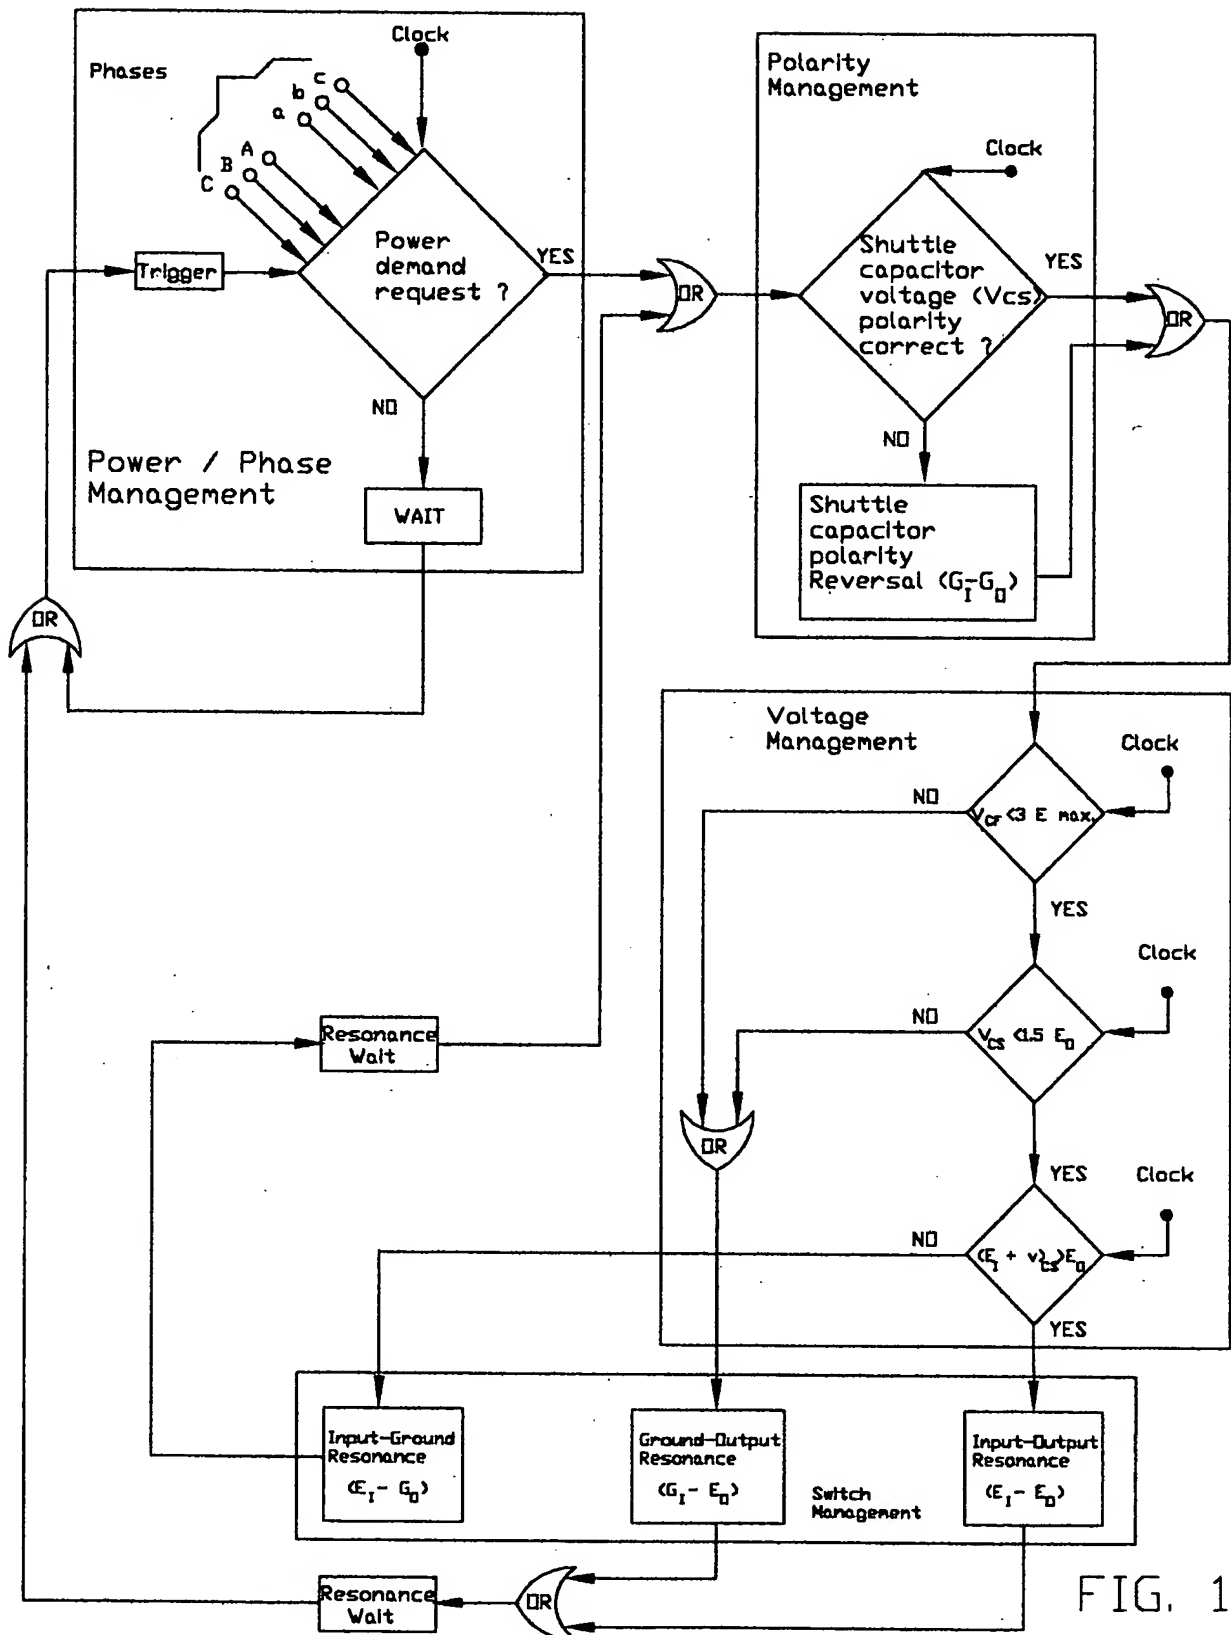 Phases
Clock
c
b
a
A
B
C
Trigger
Power
demand
request ?
YES
NO
Power / Phase
Management
WAIT
OR
OR
Polarity
Management
Clock
Shuttle
capacitor
voltage (Vcs)
polarity
correct ?
YES
NO
OR
Shuttle
capacitor
polarity
Reversal (G_I-G_O)
Voltage
Management
Clock
NO
V_CF <3 E max.
YES
Clock
NO
V_CS <1.5 E_O
OR
YES
Clock
NO
(E_I + v)_CS >E_O
YES
Resonance
Wait
Input-Ground
Resonance
(E_I - G_O)
Ground-Output
Resonance
(G_I - E_O)
Switch
Management
Input-Output
Resonance
(E_I - E_O)
Resonance
Wait
OR
FIG. 1